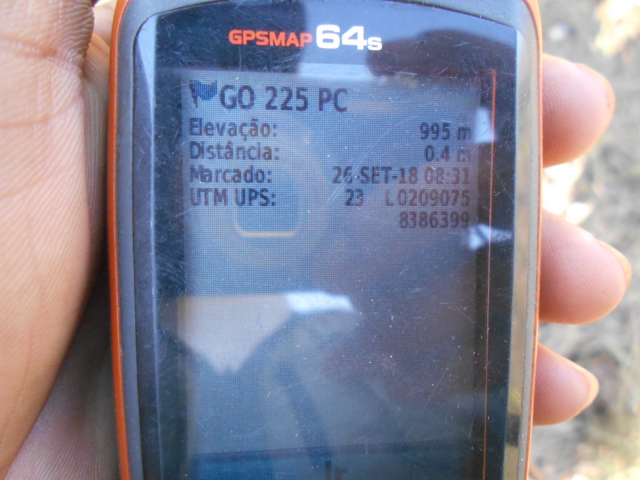 GPSMAP 64s
GO 225 PC
Elevação: 995 m
Distância: 0.4 m
Marcado: 26-SET-18 08:31
UTM UPS: 23 L 0209075
8386399